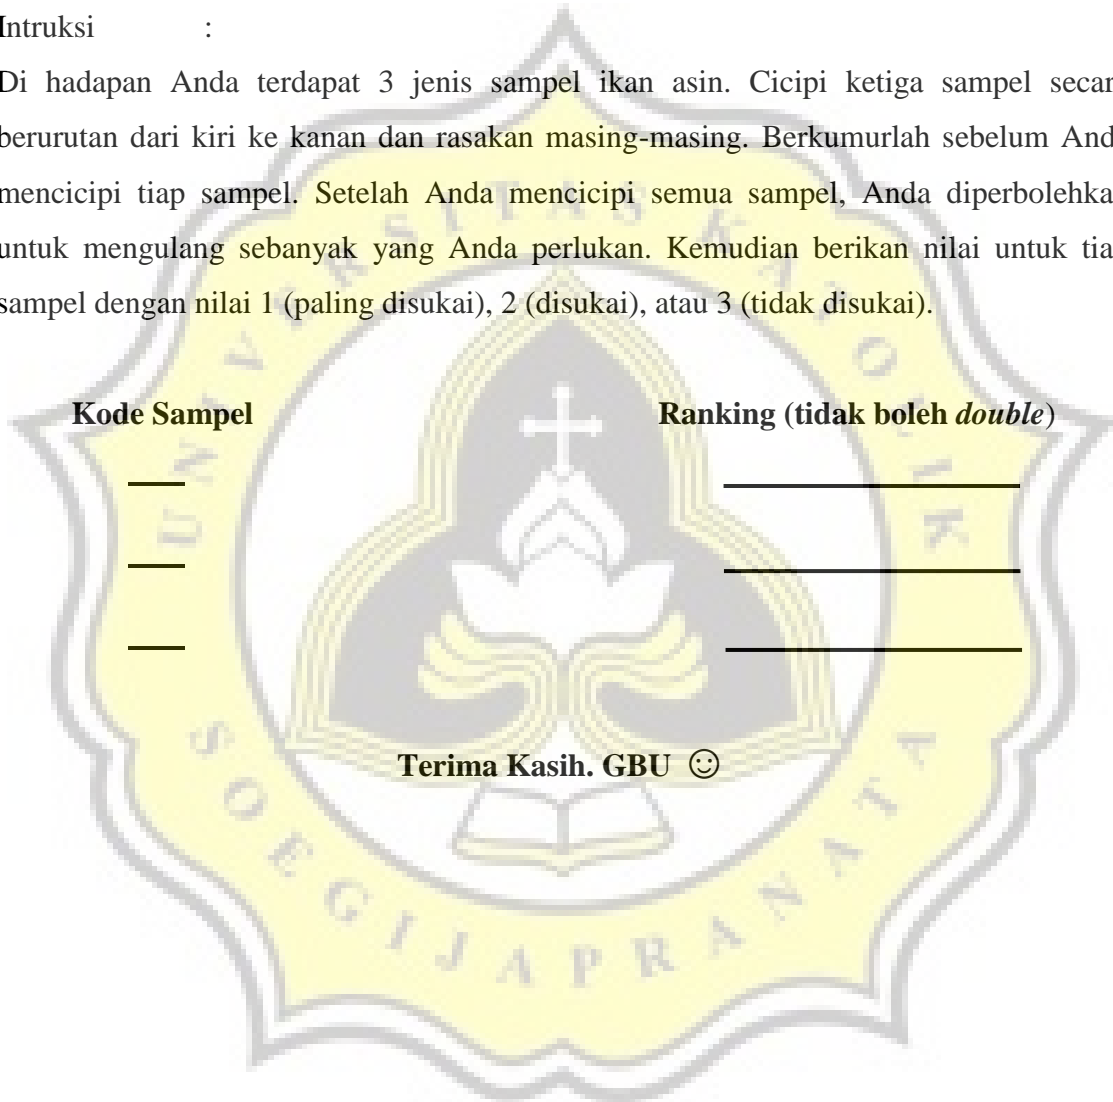 Intruksi :
Di hadapan Anda terdapat 3 jenis sampel ikan asin. Cicipi ketiga sampel secar
berurutan dari kiri ke kanan dan rasakan masing-masing. Berkumurlah sebelum And
mencicipi tiap sampel. Setelah Anda mencicipi semua sampel, Anda diperbolehka
untuk mengulang sebanyak yang Anda perlukan. Kemudian berikan nilai untuk tia
sampel dengan nilai 1 (paling disukai), 2 (disukai), atau 3 (tidak disukai).
Kode Sampel Ranking (tidak boleh double)
Terima Kasih. GBU ☺
UNIVERSITAS KATOLIK
SOEGIJAPRANATA